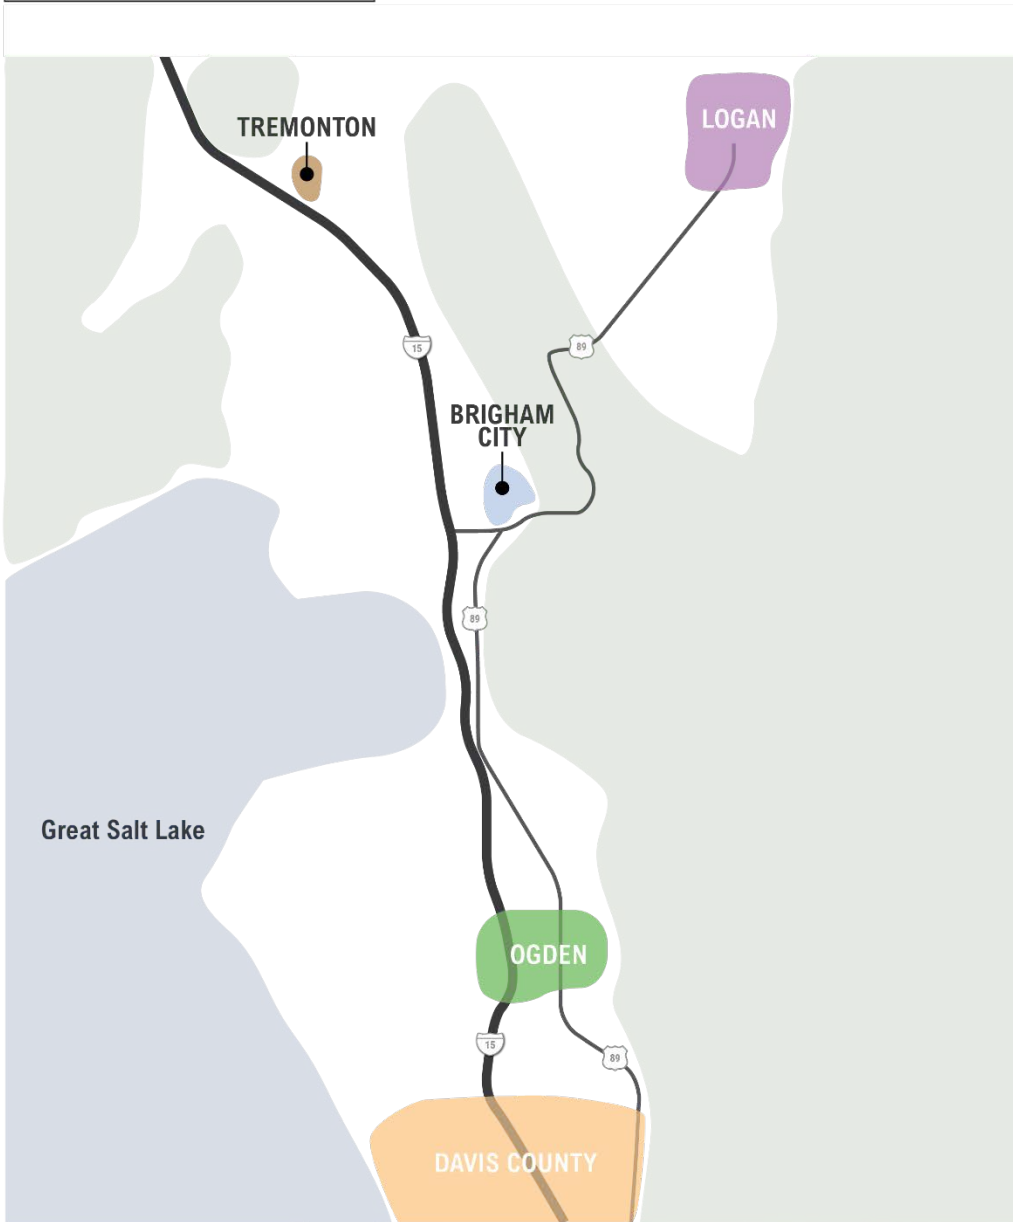 TREMONTON
LOGAN
15
89
BRIGHAM
CITY
89
Great Salt Lake
OGDEN
15
89
DAVIS COUNTY